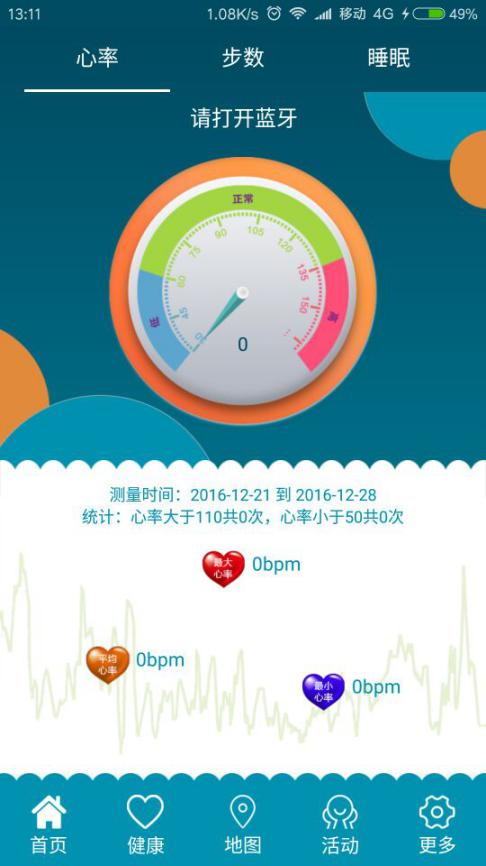 13:11 1.08K/s 移动 4G 49%
心率 步数 睡眠
请打开蓝牙
正常
低
高
30 45 60 75 90 105 120 135 150 ...
0
测量时间：2016-12-21 到 2016-12-28
统计：心率大于110共0次，心率小于50共0次
最大
心率
0bpm
平均
心率
0bpm
最小
心率
0bpm
首页 健康 地图 活动 更多